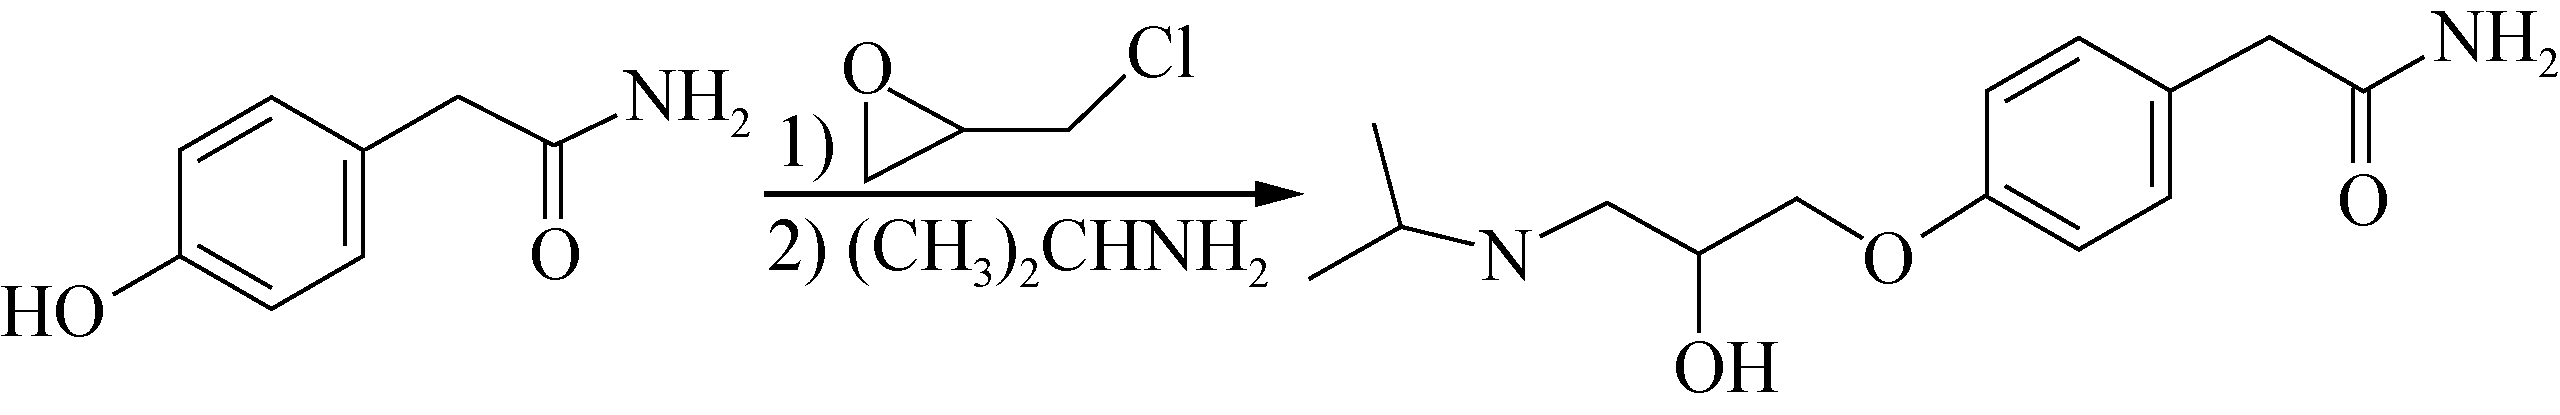 HO
O
NH2
1)
O
Cl
2) (CH3)2CHNH2
N
OH
O
O
NH2